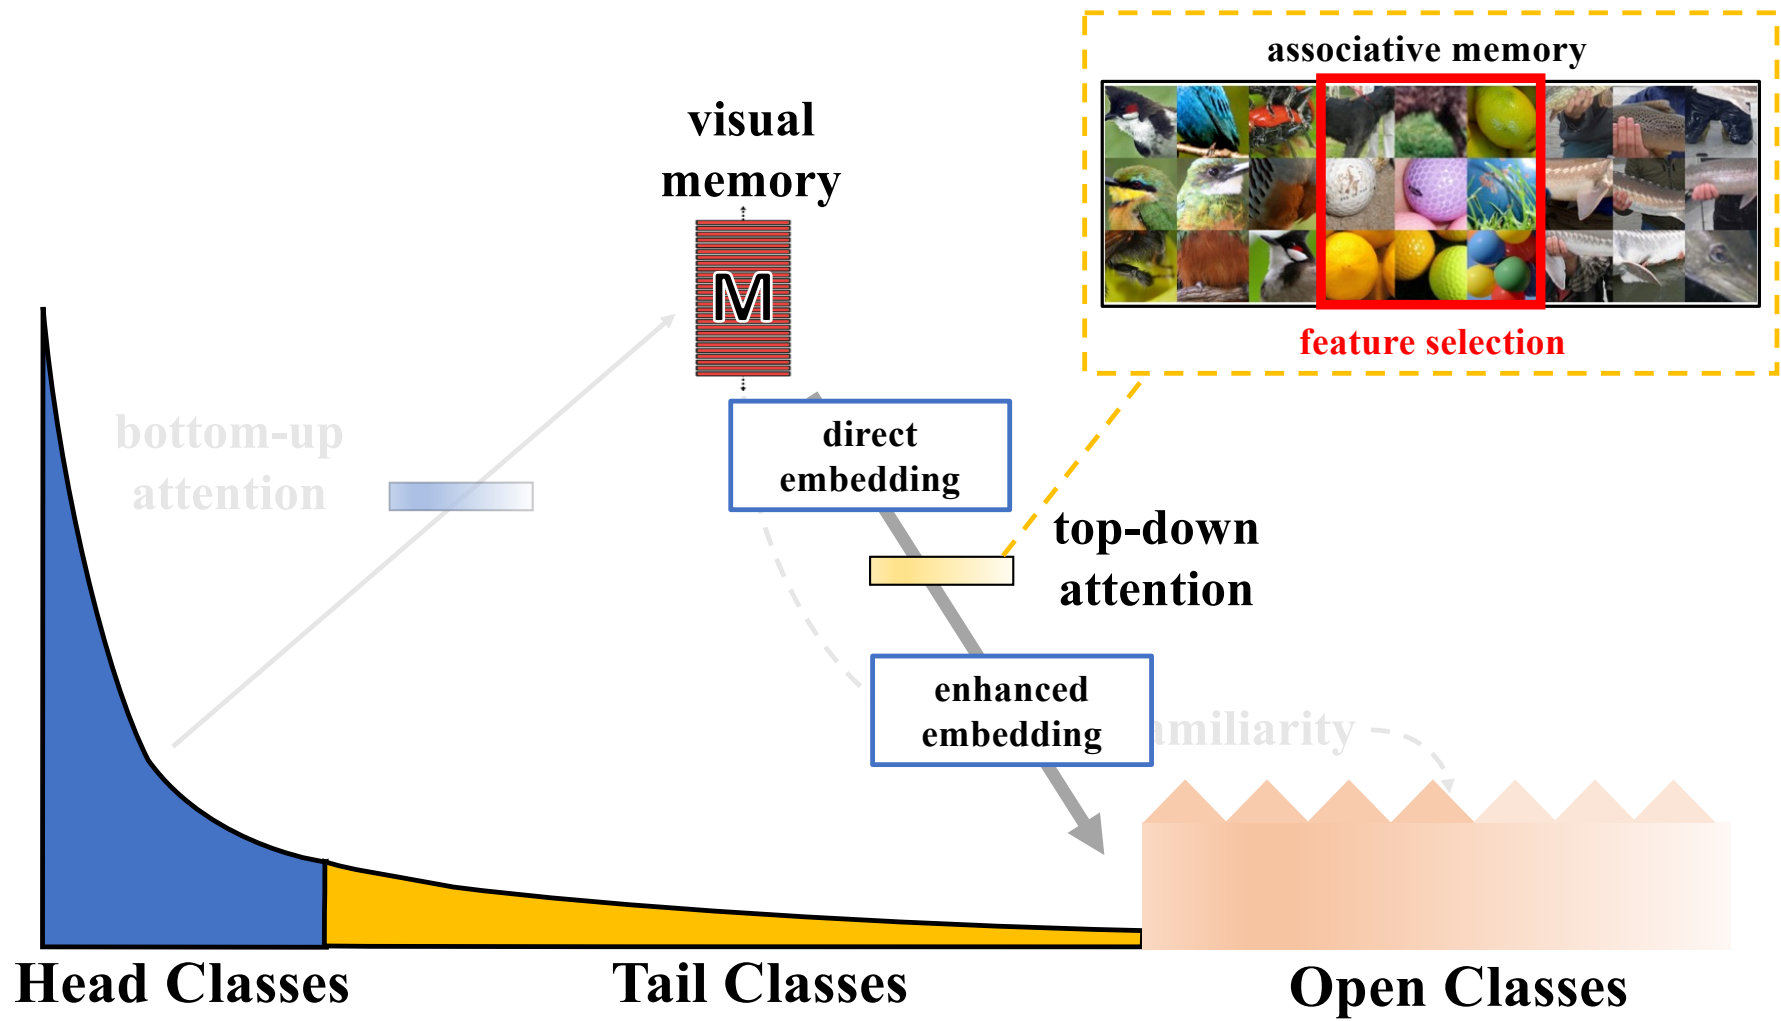 associative memory
feature selection
visual
memory
M
bottom-up
attention
direct
embedding
top-down
attention
enhanced
embedding
amiliarity
Head Classes
Tail Classes
Open Classes